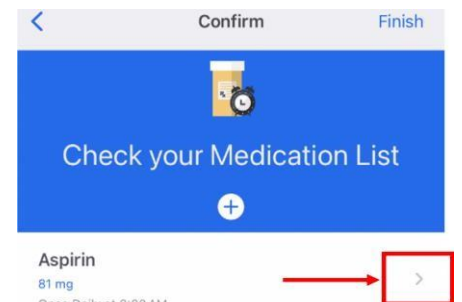 Confirm
Finish
Check your Medication List
Aspirin
81 mg